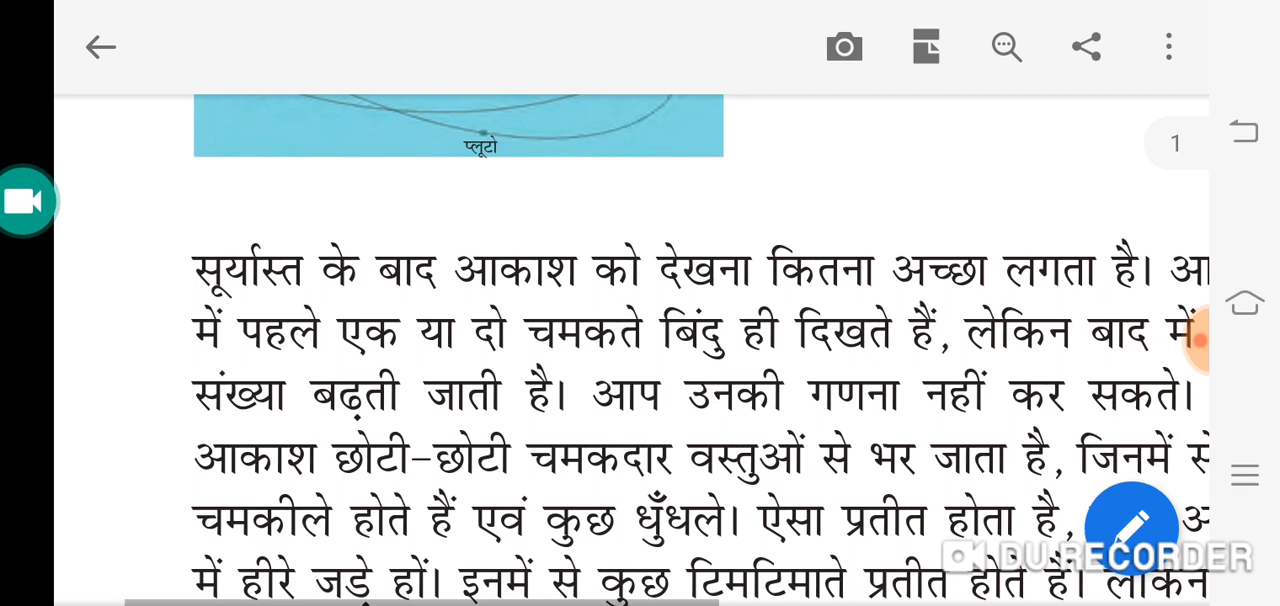 प्लूटो
1
सूर्यास्त के बाद आकाश को देखना कितना अच्छा लगता है। आ
में पहले एक या दो चमकते बिंदु ही दिखते हैं, लेकिन बाद में
संख्या बढ़ती जाती है। आप उनकी गणना नहीं कर सकते।
आकाश छोटी-छोटी चमकदार वस्तुओं से भर जाता है, जिनमें से
चमकीले होते हैं एवं कुछ धुँधले। ऐसा प्रतीत होता है,
में हीरे जड़े हों। इनमें से कुछ टिमटिमाते प्रतीत होते हैं। लेकिन
DU RECORDER